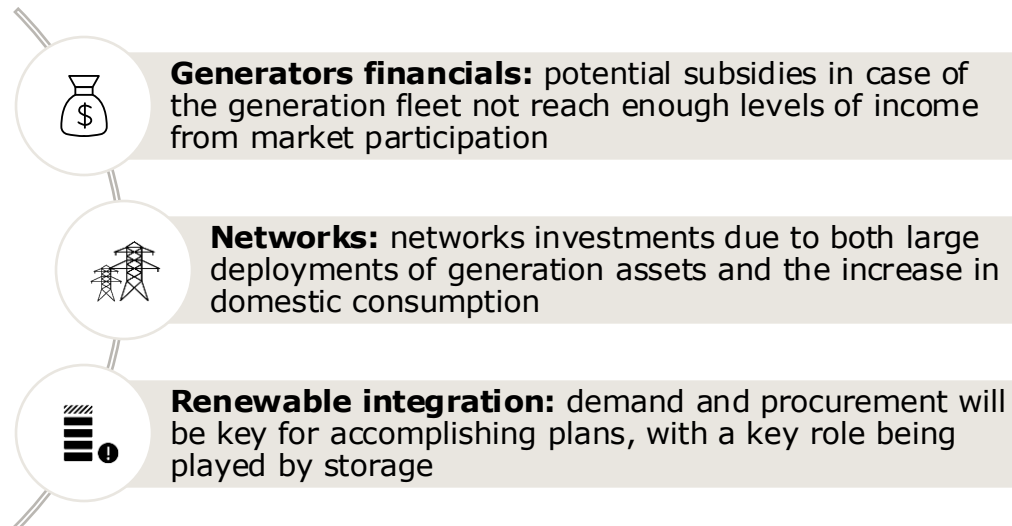 $
Generators financials: potential subsidies in case of
the generation fleet not reach enough levels of income
from market participation
Networks: networks investments due to both large
deployments of generation assets and the increase in
domestic consumption
Renewable integration: demand and procurement will
be key for accomplishing plans, with a key role being
played by storage